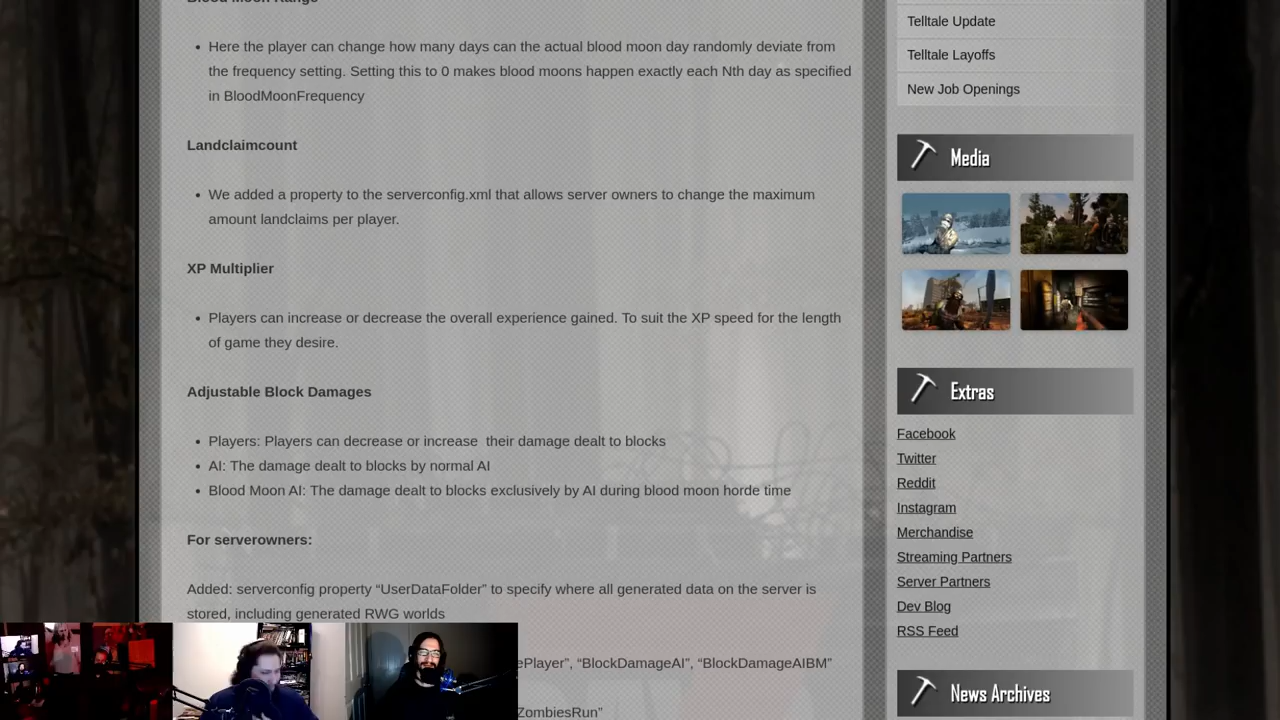 Blood Moon Range
Here the player can change how many days can the actual blood moon day randomly deviate from
the frequency setting. Setting this to 0 makes blood moons happen exactly each Nth day as specified
in BloodMoonFrequency
Landclaimcount
We added a property to the serverconfig.xml that allows server owners to change the maximum
amount landclaims per player.
XP Multiplier
Players can increase or decrease the overall experience gained. To suit the XP speed for the length
of game they desire.
Adjustable Block Damages
Players: Players can decrease or increase  their damage dealt to blocks
AI: The damage dealt to blocks by normal AI
Blood Moon AI: The damage dealt to blocks exclusively by AI during blood moon horde time
For serverowners:
Added: serverconfig property “UserDataFolder” to specify where all generated data on the server is
stored, including generated RWG worlds
ePlayer”, “BlockDamageAI”, “BlockDamageAIBM”
ZombiesRun”
Telltale Update
Telltale Layoffs
New Job Openings
Media
Extras
Facebook
Twitter
Reddit
Instagram
Merchandise
Streaming Partners
Server Partners
Dev Blog
RSS Feed
News Archives